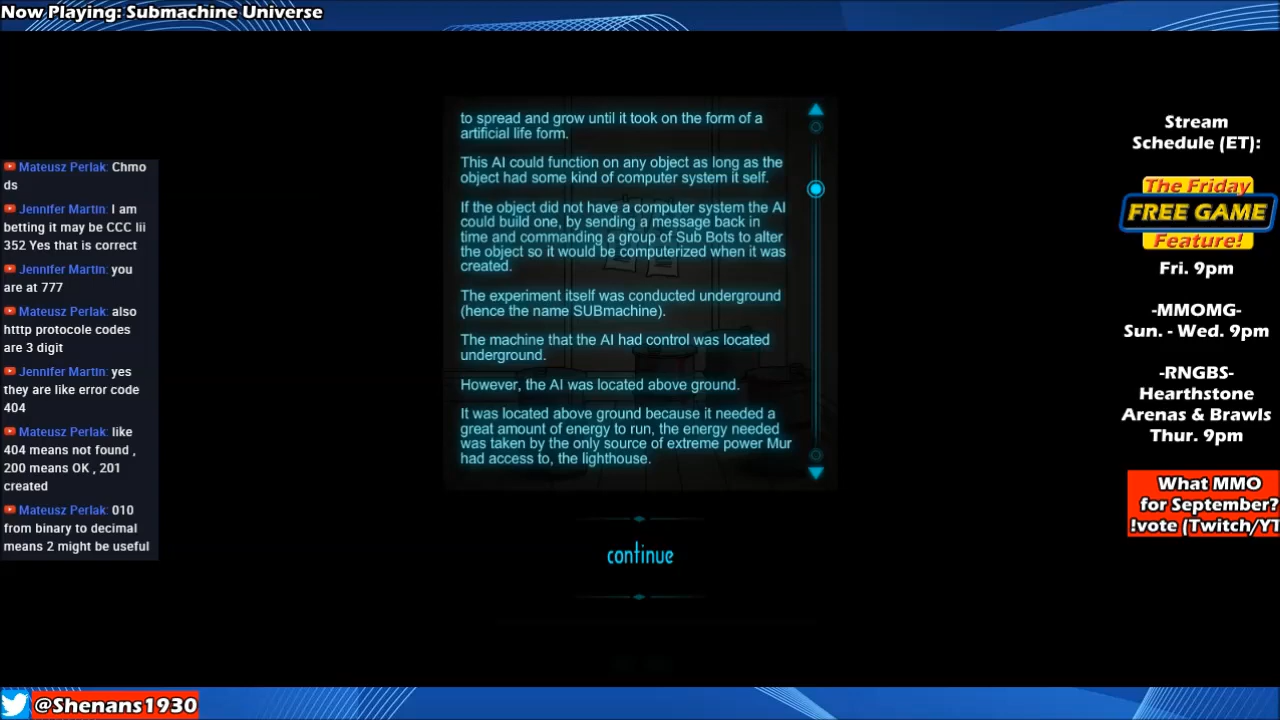 Now Playing: Submachine Universe
Mateusz Perlak: Chmo
ds
Jennifer Martin: I am
betting it may be CCC lii
352 Yes that is correct
Jennifer Martin: you
are at 777
Mateusz Perlak: also
htttp protocole codes
are 3 digit
Jennifer Martin: yes
they are like error code
404
Mateusz Perlak: like
404 means not found ,
200 means OK , 201
created
Mateusz Perlak: 010
from binary to decimal
means 2 might be useful
to spread and grow until it took on the form of a
artificial life form.
This AI could function on any object as long as the
object had some kind of computer system it self.
If the object did not have a computer system the AI
could build one, by sending a message back in
time and commanding a group of Sub Bots to alter
the object so it would be computerized when it was
created.
The experiment itself was conducted underground
(hence the name SUBmachine).
The machine that the AI had control was located
underground.
However, the AI was located above ground.
It was located above ground because it needed a
great amount of energy to run, the energy needed
was taken by the only source of extreme power Mur
had access to, the lighthouse.
continue
Stream
Schedule (ET):
The Friday
FREE GAME
Feature!
Fri. 9pm
-MMOMG-
Sun. - Wed. 9pm
-RNGBS-
Hearthstone
Arenas & Brawls
Thur. 9pm
What MMO
for September?
!vote (Twitch/YT
@Shenans1930